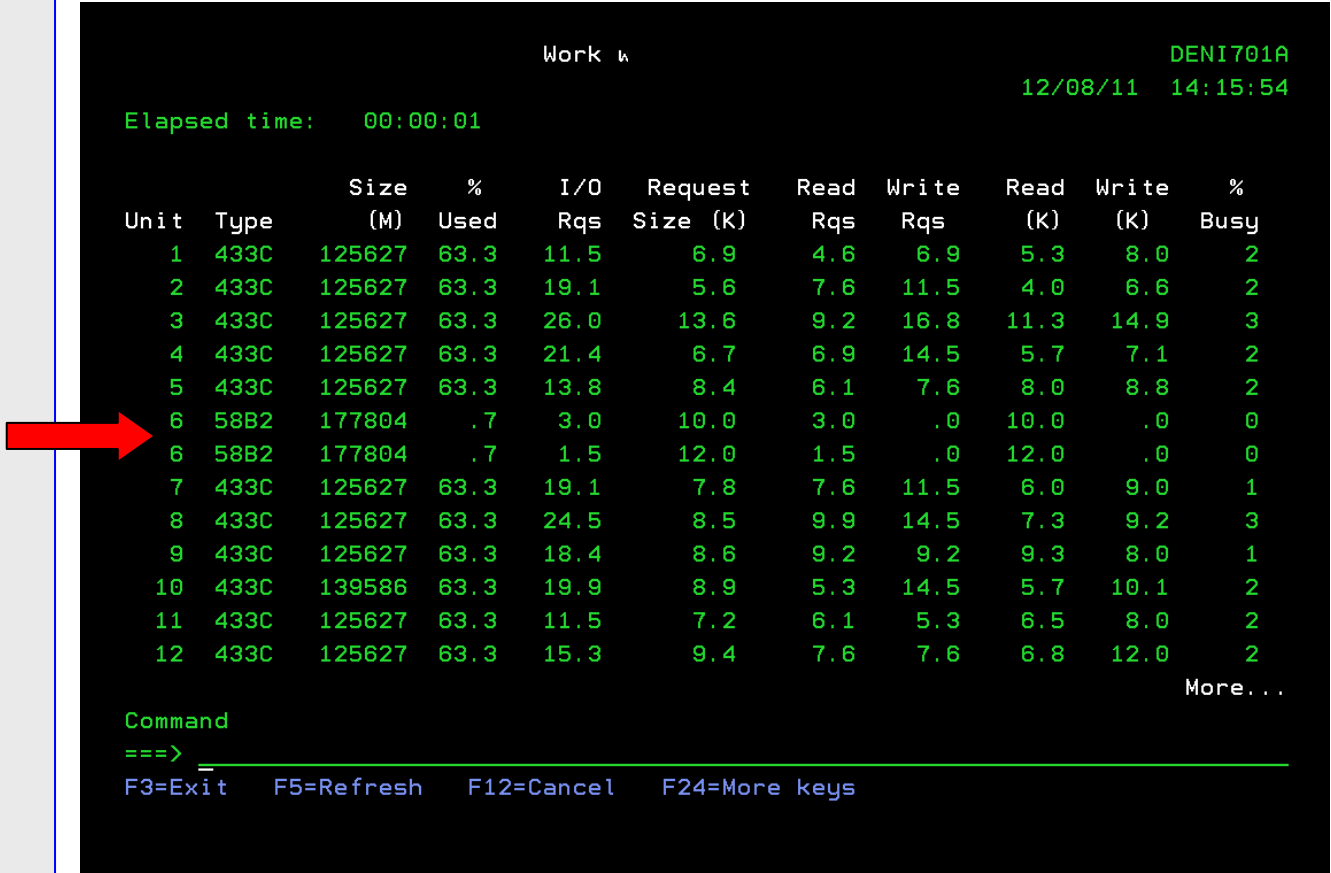 Work w DENI701A
12/08/11 14:15:54
Elapsed time: 00:00:01
Size % I/O Request Read Write Read Write %
Unit Type (M) Used Rqs Size (K) Rqs Rqs (K) (K) Busy
1 433C 125627 63.3 11.5 6.9 4.6 6.9 5.3 8.0 2
2 433C 125627 63.3 19.1 5.6 7.6 11.5 4.0 6.6 2
3 433C 125627 63.3 26.0 13.6 9.2 16.8 11.3 14.9 3
4 433C 125627 63.3 21.4 6.7 6.9 14.5 5.7 7.1 2
5 433C 125627 63.3 13.8 8.4 6.1 7.6 8.0 8.8 2
6 58B2 177804 .7 3.0 10.0 3.0 .0 10.0 .0 0
6 58B2 177804 .7 1.5 12.0 1.5 .0 12.0 .0 0
7 433C 125627 63.3 19.1 7.8 7.6 11.5 6.0 9.0 1
8 433C 125627 63.3 24.5 8.5 9.9 14.5 7.3 9.2 3
9 433C 125627 63.3 18.4 8.6 9.2 9.2 9.3 8.0 1
10 433C 139586 63.3 19.9 8.9 5.3 14.5 5.7 10.1 2
11 433C 125627 63.3 11.5 7.2 6.1 5.3 6.5 8.0 2
12 433C 125627 63.3 15.3 9.4 7.6 7.6 6.8 12.0 2
More...
Command
===>
F3=Exit F5=Refresh F12=Cancel F24=More keys